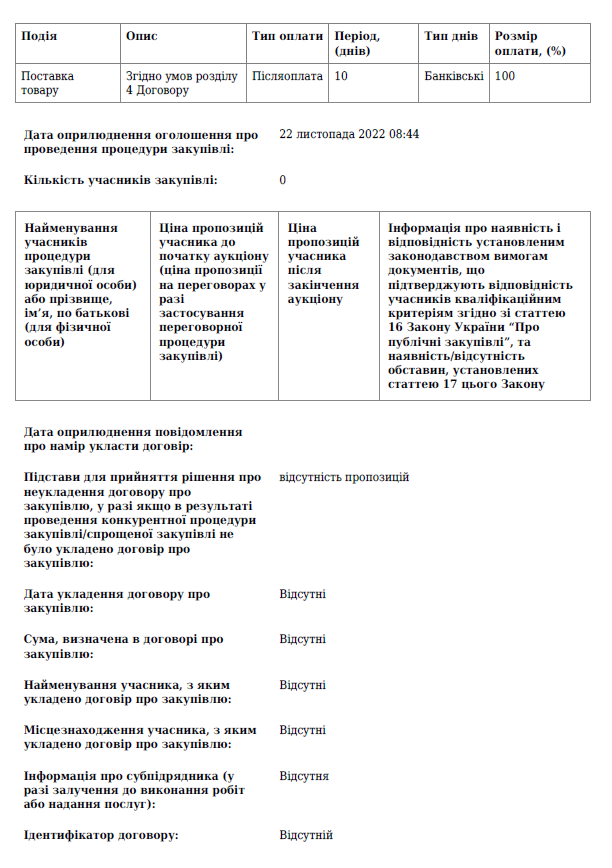 Подія Опис Тип оплати Період, (днів) Тип днів Розмір оплати, (%)
Поставка товару Згідно умов розділу 4 Договору Післяоплата 10 Банківські 100
Дата оприлюднення оголошення про
проведення процедури закупівлі:
22 листопада 2022 08:44
Кількість учасників закупівлі:
0
Найменування
учасників
процедури
закупівлі (для
юридичної особи)
або прізвище,
ім’я, по батькові
(для фізичної
особи)
Ціна пропозицій
учасника до
початку аукціону
(ціна пропозиції
на переговорах у
разі
застосування
переговорної
процедури
закупівлі)
Ціна
пропозицій
учасника
після
закінчення
аукціону
Інформація про наявність і
відповідність установленим
законодавством вимогам
документів, що
підтверджують відповідність
учасників кваліфікаційним
критеріям згідно зі статтею
16 Закону України “Про
публічні закупівлі”, та
наявність/відсутність
обставин, установлених
статтею 17 цього Закону
Дата оприлюднення повідомлення
про намір укласти договір:
Підстави для прийняття рішення про
неукладення договору про
закупівлю, у разі якщо в результаті
проведення конкурентної процедури
закупівлі/спрощеної закупівлі не
було укладено договір про
закупівлю:
відсутність пропозицій
Дата укладення договору про
закупівлю:
Відсутні
Сума, визначена в договорі про
закупівлю:
Відсутні
Найменування учасника, з яким
укладено договір про закупівлю:
Відсутні
Місцезнаходження учасника, з яким
укладено договір про закупівлю:
Відсутні
Інформація про субпідрядника (у
разі залучення до виконання робіт
або надання послуг):
Відсутня
Ідентифікатор договору:
Відсутній